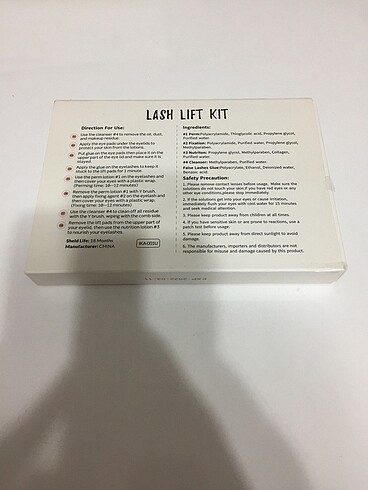 LASH LIFT KIT
Direction For Use:
Use the cleanser #4 to remove the oil, dust,
and makeup residue.
Apply the eye pads under the eyelids to
protect your skin from the lotions.
Put glue on the eye pads then place it on the
upper part of the eye lid and make sure it is
stayed.
Apply the glue on the eyelashes to keep it
stuck to the lift pads for 1 minute.
Use the perm lotion #1 on the eyelashes and
then cover your eyes with a plastic wrap.
(Perming time: 10~12 minutes)
Remove the perm lotion #1 with Y brush,
then apply fixing agent #2 on the eyelash and
then cover your eyes with a plastic wrap.
(Fixing time: 10~12 minutes)
Use the cleanser #4 to clean off all residue
with the Y brush, wiping with the comb side.
Remove the lift pads from the upper part of
your eyelid, then use the nutrition lotion #3
to nourish your eyelashes.
Sheld Life: 18 Months
Manufacturer: CHINA
IKA-001U
Ingredients:
#1 Perm: Polyacrylamide, Thioglycolic acid, Propylene glycol,
Purified water.
#2 Fixation: Polyacrylamide, Purified water, Propylene glycol,
Methylparaben.
#3 Nutrition: Propylene glycol, Methylparaben, Collagen,
Purified water.
#4 Cleanser: Methylparaben, Purified water.
False Lashes Glue: Polyacrylate, Ethanol, Deionized water,
Benzoic acid.
Safety Precaution:
1. Please remove contact lenses before usage. Make sure the
solutions do not touch your skin. If you have red eyes or any
other eye conditions, please stop immediately.
2. If the solutions get into your eyes or cause irritation,
immediately flush your eyes with cool water for 15 minutes
and seek medical attention.
3. Please keep product away from children at all times.
4. If you have sensitive skin or are prone to reactions, use a
patch test before usage.
5. Please keep product away from direct sunlight to avoid
damage.
6. The manufacturers, importers and distributors are not
responsible for misuse and damage caused by this product.